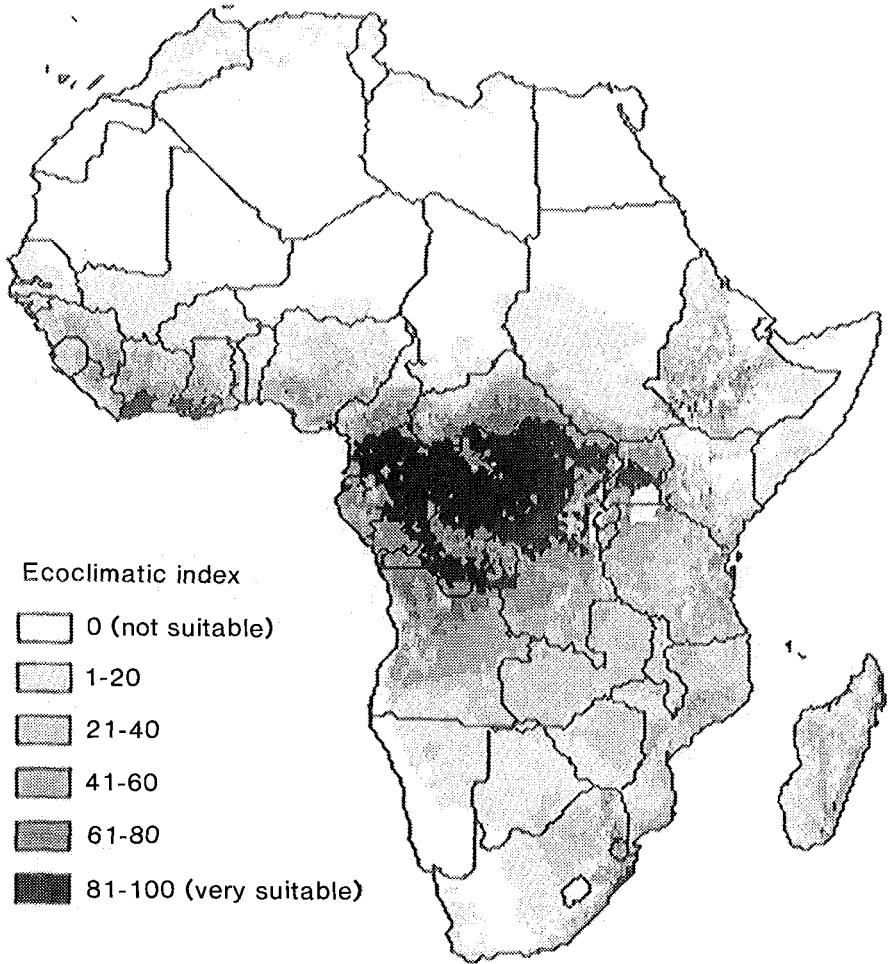 Ecoclimatic index
0 (not suitable)
1-20
21-40
41-60
61-80
81-100 (very suitable)